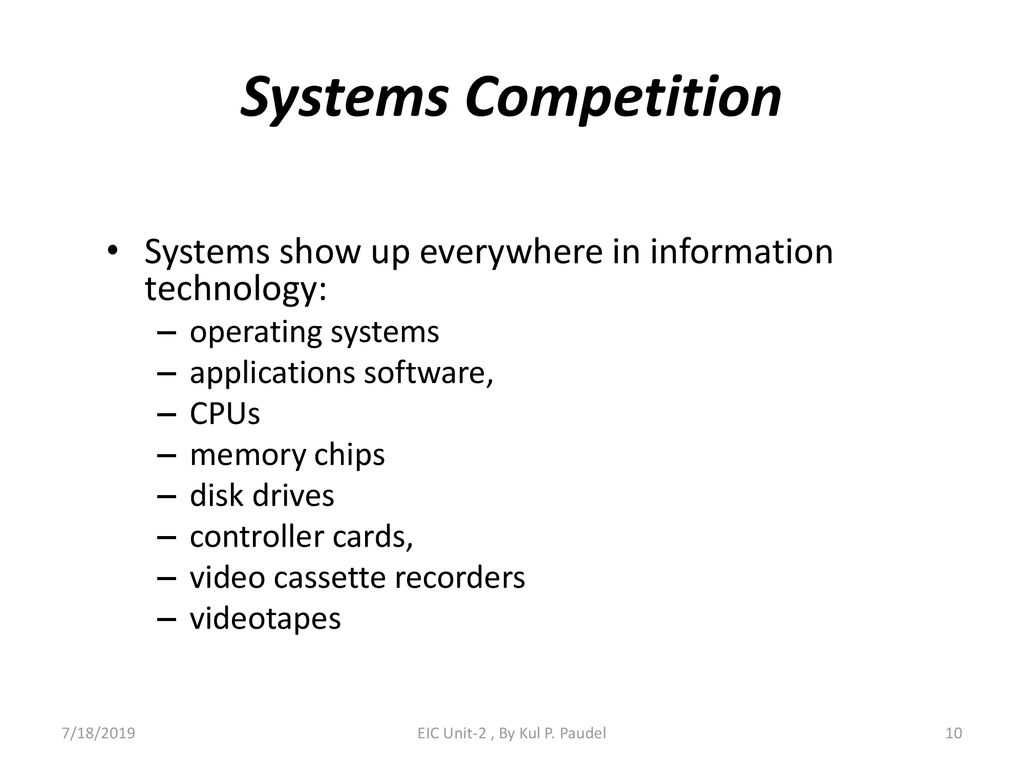 Systems Competition
• Systems show up everywhere in information
technology:
– operating systems
– applications software,
– CPUs
– memory chips
– disk drives
– controller cards,
– video cassette recorders
– videotapes
7/18/2019
EIC Unit-2 , By Kul P. Paudel
10